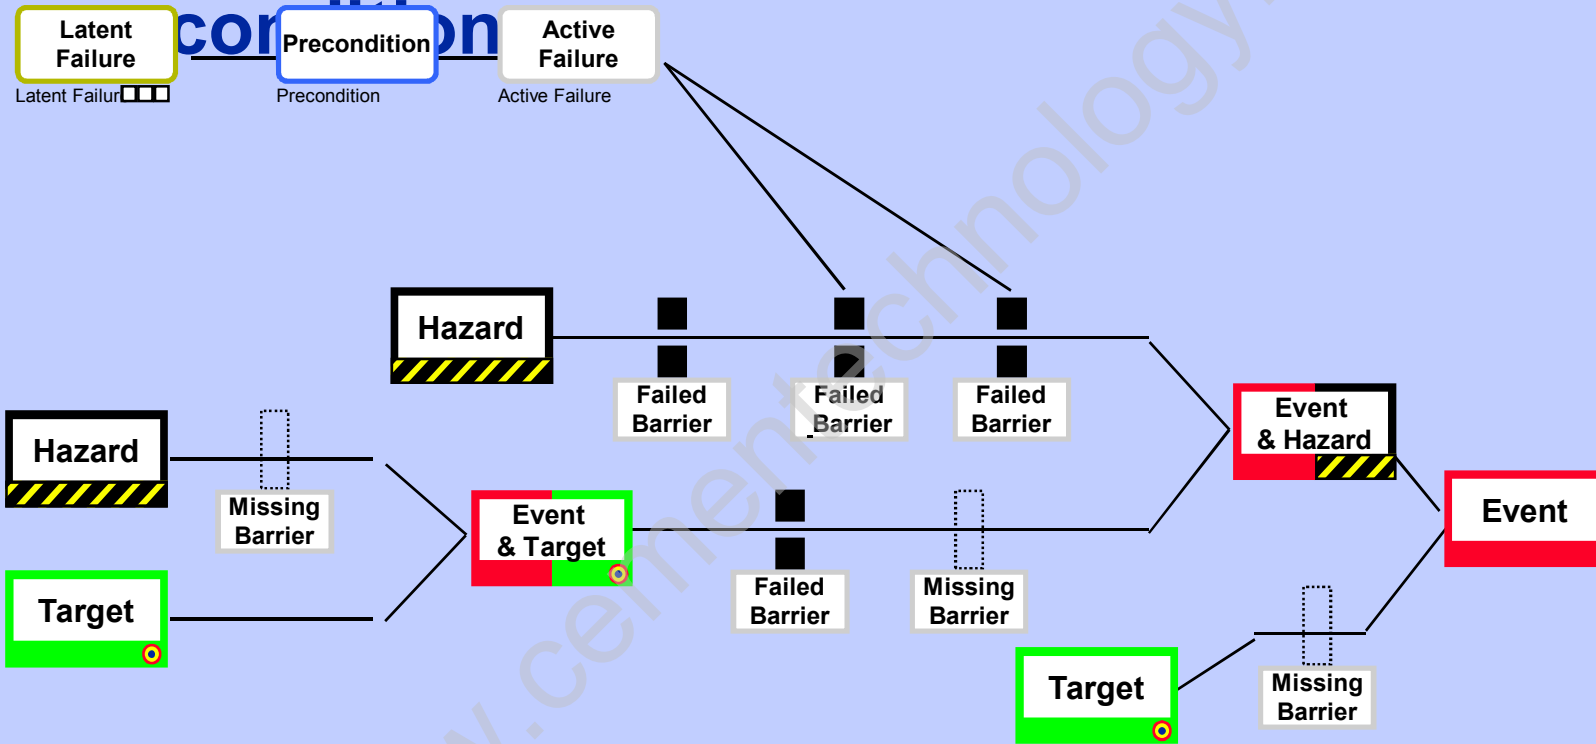 Latent
Failure
Precondition
Active
Failure
Latent Failur
Precondition
Active Failure
Hazard
Failed
Barrier
Failed
Barrier
Failed
Barrier
Event
& Hazard
Hazard
Missing
Barrier
Event
& Target
Event
Target
Failed
Barrier
Missing
Barrier
Target
Missing
Barrier
.cementechnology.